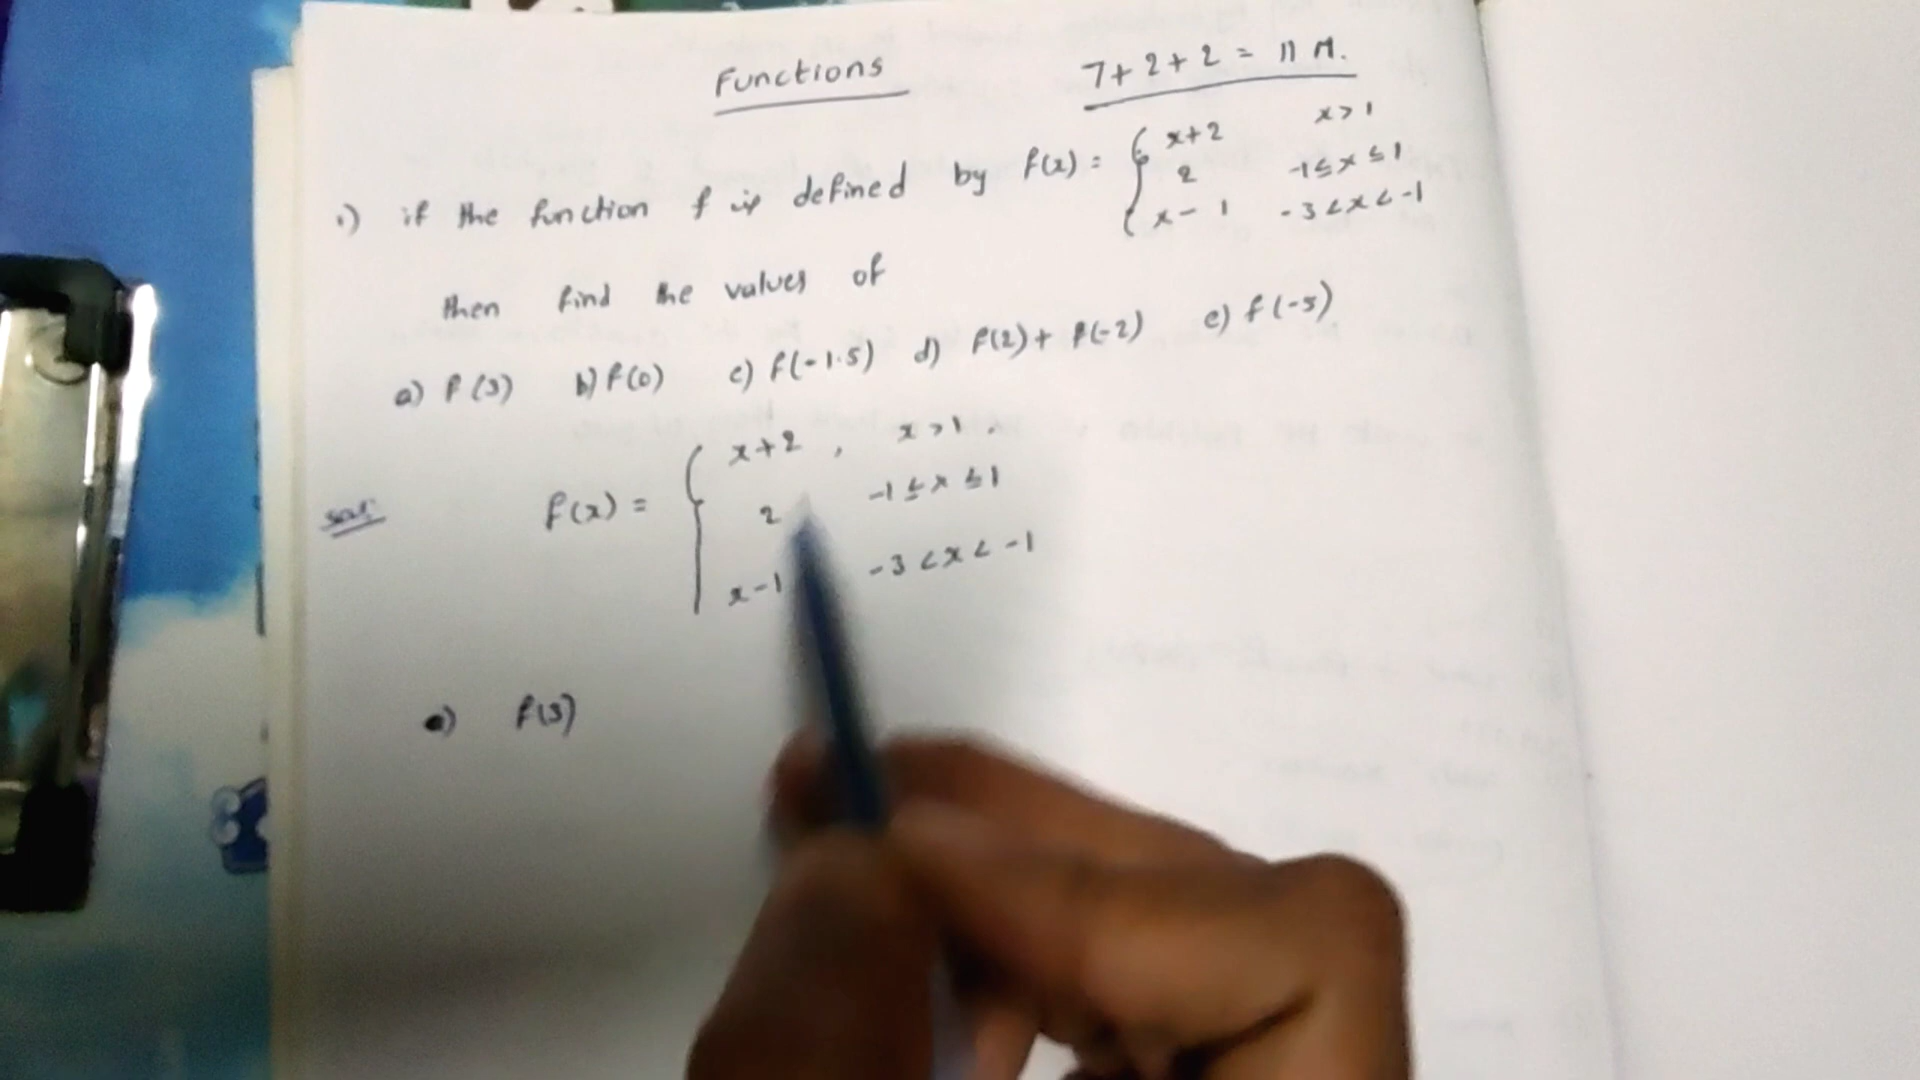 Functions 7+2+2 = 11 M.
1) if the function f is defined by f(x) = { x+2 x>1
2 -1≤x≤1
x-1 -3<x<-1
then find the values of
a) f(3) b) f(0) c) f(-1.5) d) f(2)+f(-2) e) f(-5)
Sol: f(x) = { x+2, x>1.
2 -1≤x≤1
x-1 -3<x<-1
a) f(3)